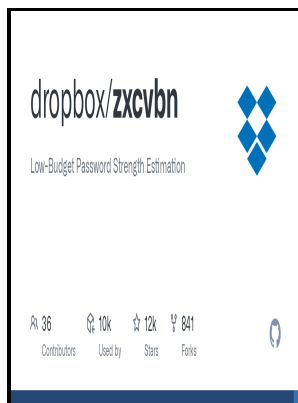 dropbox/zxcvbn
Low-Budget Password Strength Estimation
36 10k 12k 841
Contributors Used by Stars Forks